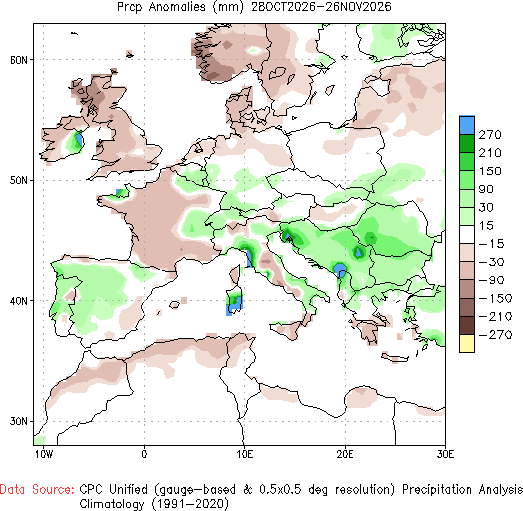 Prcp Anomalies (mm) 28OCT2026-26NOV2026
60N
50N
40N
30N
10W
0
10E
20E
30E
270
210
150
90
30
15
-15
-30
-90
-150
-210
-270
Data Source: CPC Unified (gauge-based & 0.5x0.5 deg resolution) Precipitation Analysis
Climatology (1991-2020)